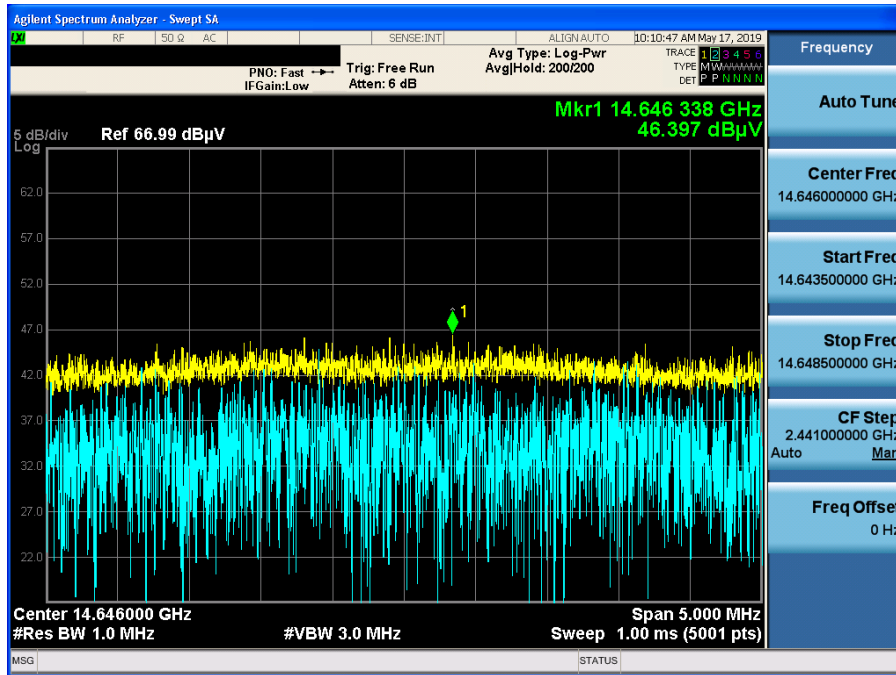 Agilent Spectrum Analyzer - Swept SA
LXI RF 50 Ω AC SENSE:INT ALIGN AUTO 10:10:47 AM May 17, 2019
Frequency
PNO: Fast
IFGain:Low
Trig: Free Run
Atten: 6 dB
Avg Type: Log-Pwr
Avg|Hold: 200/200
TRACE 1 2 3 4 5 6
TYPE M W W W W W
DET P P N N N N
Mkr1 14.646 338 GHz
46.397 dBµV
5 dB/div Ref 66.99 dBµV
Log
62.0
57.0
52.0
47.0
42.0
37.0
32.0
27.0
22.0
1
Center 14.646000 GHz Span 5.000 MHz
#Res BW 1.0 MHz #VBW 3.0 MHz Sweep 1.00 ms (5001 pts)
Auto Tune
Center Freq
14.646000000 GHz
Start Freq
14.643500000 GHz
Stop Freq
14.648500000 GHz
CF Step
2.441000000 GHz
Auto Man
Freq Offset
0 Hz
MSG STATUS